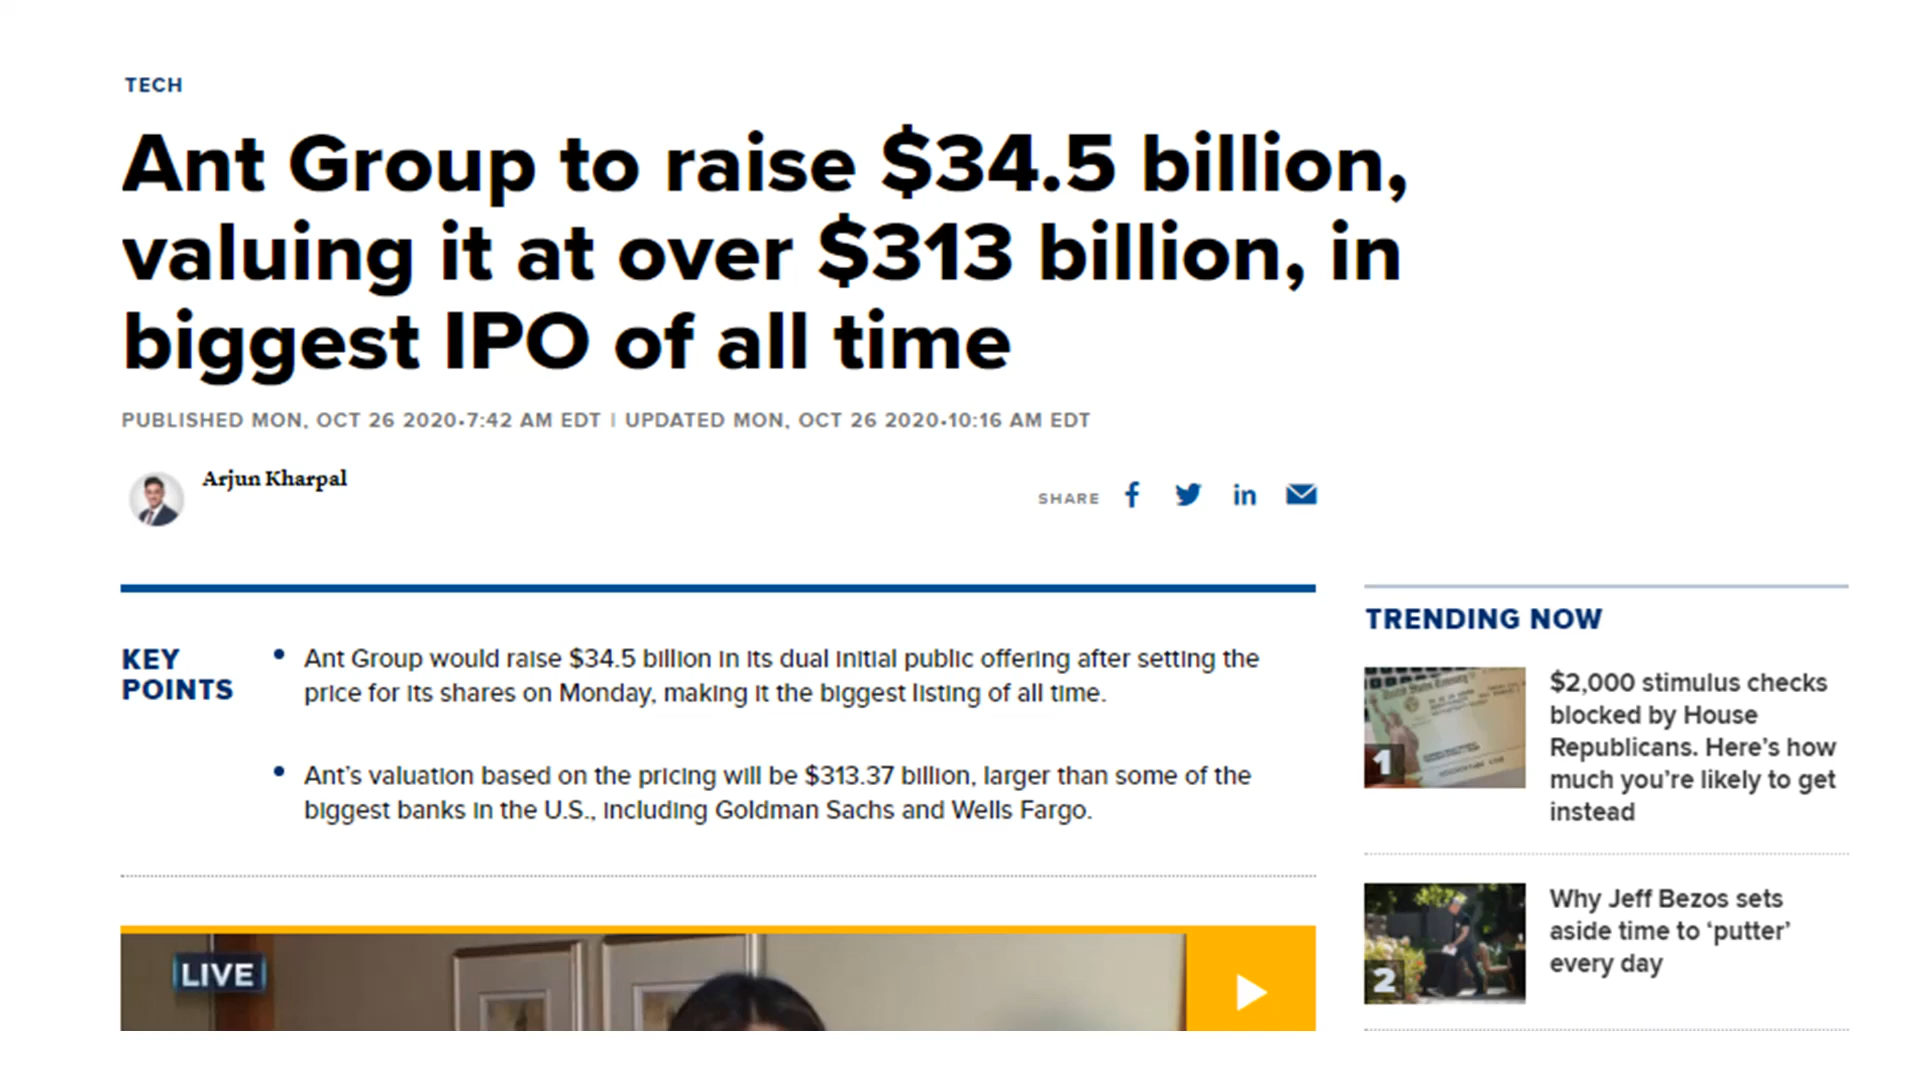 TECH
Ant Group to raise $34.5 billion,
valuing it at over $313 billion, in
biggest IPO of all time
PUBLISHED MON, OCT 26 2020•7:42 AM EDT | UPDATED MON, OCT 26 2020•10:16 AM EDT
Arjun Kharpal
SHARE
KEY
POINTS
• Ant Group would raise $34.5 billion in its dual initial public offering after setting the
price for its shares on Monday, making it the biggest listing of all time.
• Ant's valuation based on the pricing will be $313.37 billion, larger than some of the
biggest banks in the U.S., including Goldman Sachs and Wells Fargo.
LIVE
TRENDING NOW
United States Treasury
1
$2,000 stimulus checks
blocked by House
Republicans. Here's how
much you're likely to get
instead
2
Why Jeff Bezos sets
aside time to ‘putter’
every day